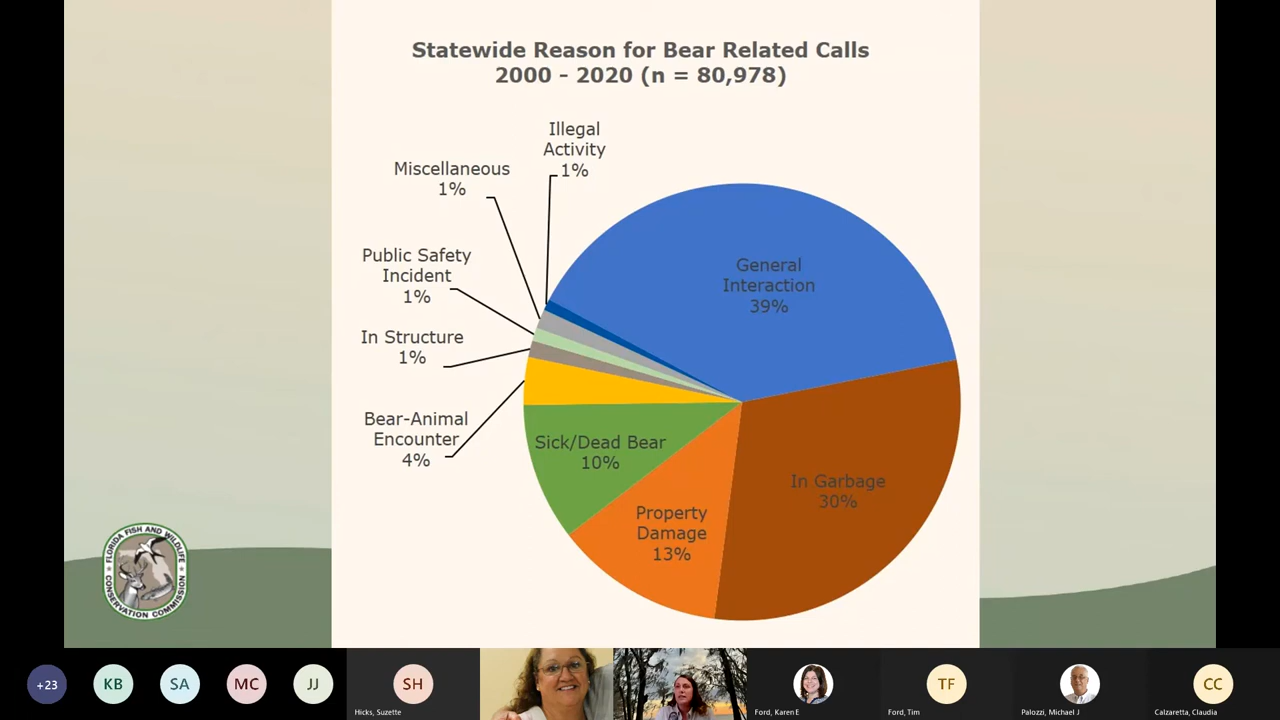 Statewide Reason for Bear Related Calls
2000 - 2020 (n = 80,978)
Illegal
Activity
1%
Miscellaneous
1%
Public Safety
Incident
1%
In Structure
1%
Bear-Animal
Encounter
4%
General
Interaction
39%
Sick/Dead Bear
10%
In Garbage
30%
Property
Damage
13%
FLORIDA FISH AND WILDLIFE
CONSERVATION COMMISSION
+23
KB
SA
MC
JJ
SH
TF
CC
Hicks, Suzette
Ford, Karen E
Ford, Tim
Palozzi, Michael J
Calzaretta, Claudia